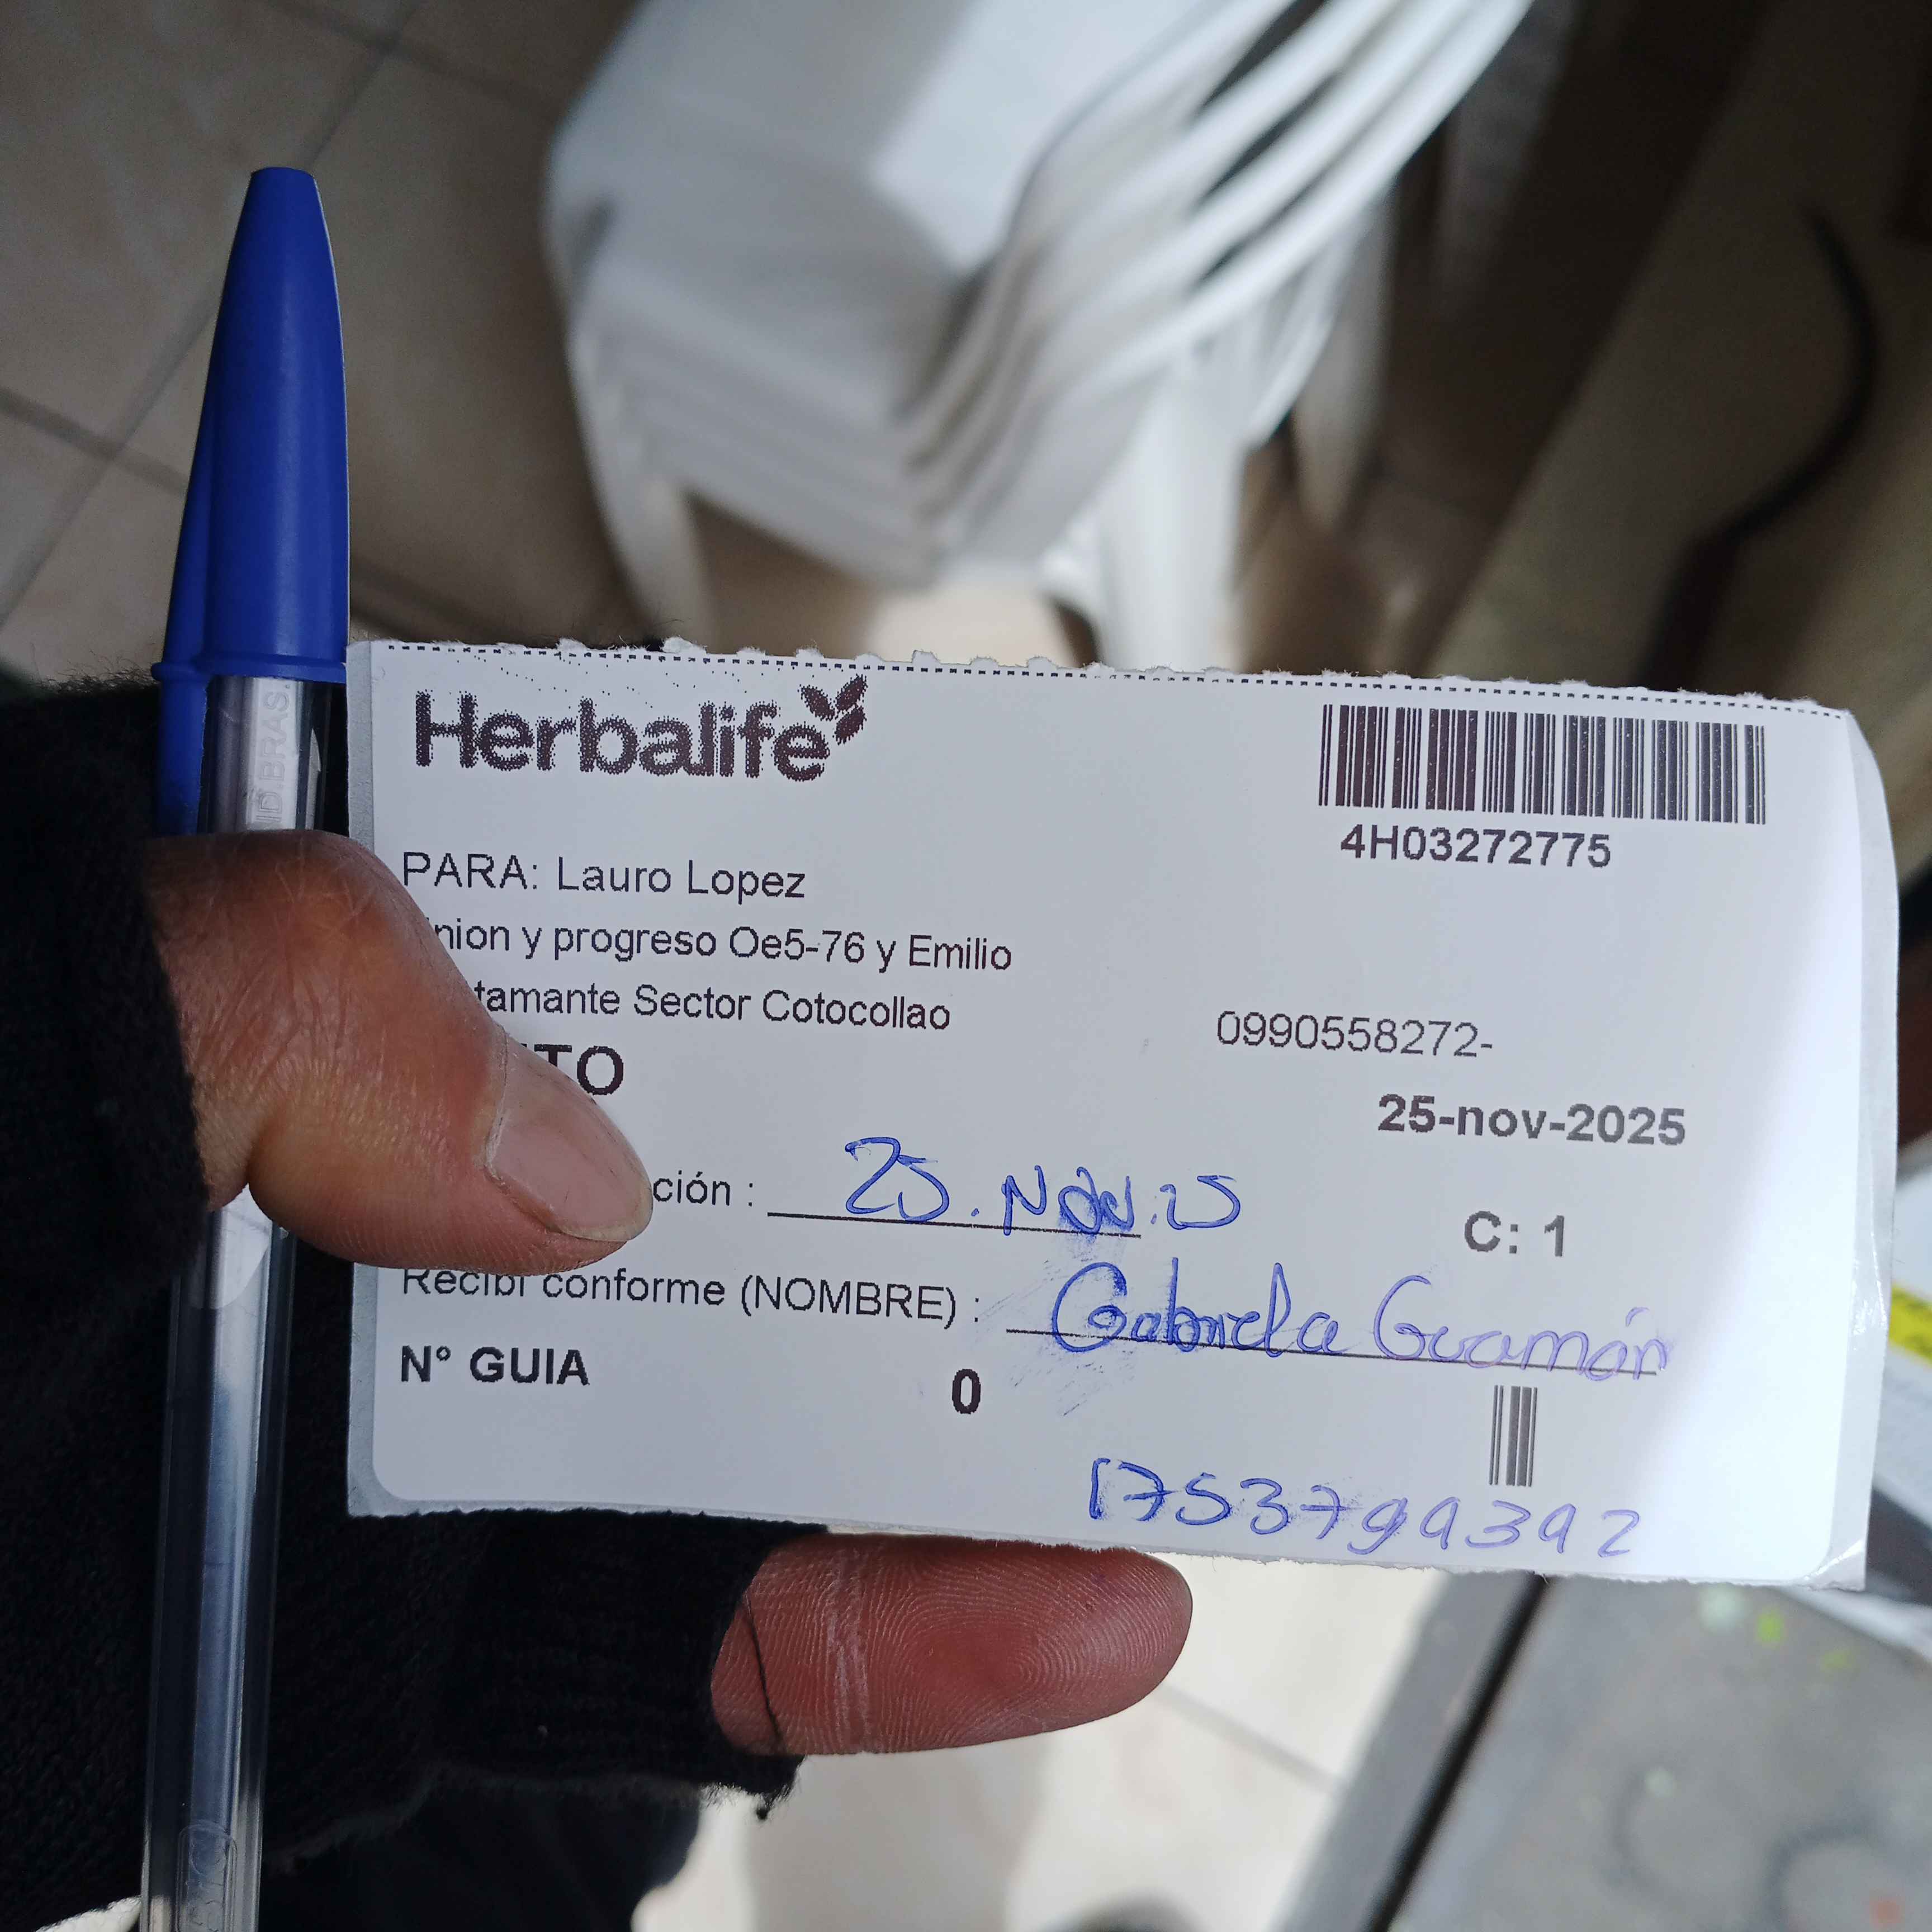 Herbalife
4H03272775
PARA: Lauro Lopez
nion y progreso Oe5-76 y Emilio
tamante Sector Cotocollao
0990558272-
TO
25-nov-2025
ción : 25.Nov.25
C: 1
Recibi conforme (NOMBRE) : Gabriela Guamán
N° GUIA 0
1753799392